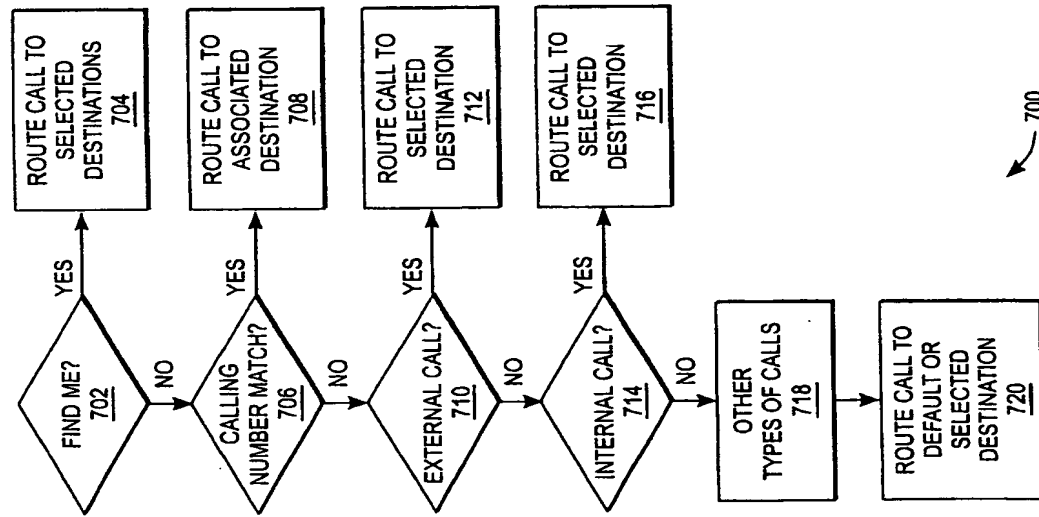 FIND ME?
702
YES
ROUTE CALL TO
SELECTED
DESTINATIONS
704
NO
CALLING
NUMBER MATCH?
706
YES
ROUTE CALL TO
ASSOCIATED
DESTINATION
708
NO
EXTERNAL CALL?
710
YES
ROUTE CALL TO
SELECTED
DESTINATION
712
NO
INTERNAL CALL?
714
YES
ROUTE CALL TO
SELECTED
DESTINATION
716
NO
OTHER
TYPES OF CALLS
718
ROUTE CALL TO
DEFAULT OR
SELECTED
DESTINATION
720
700